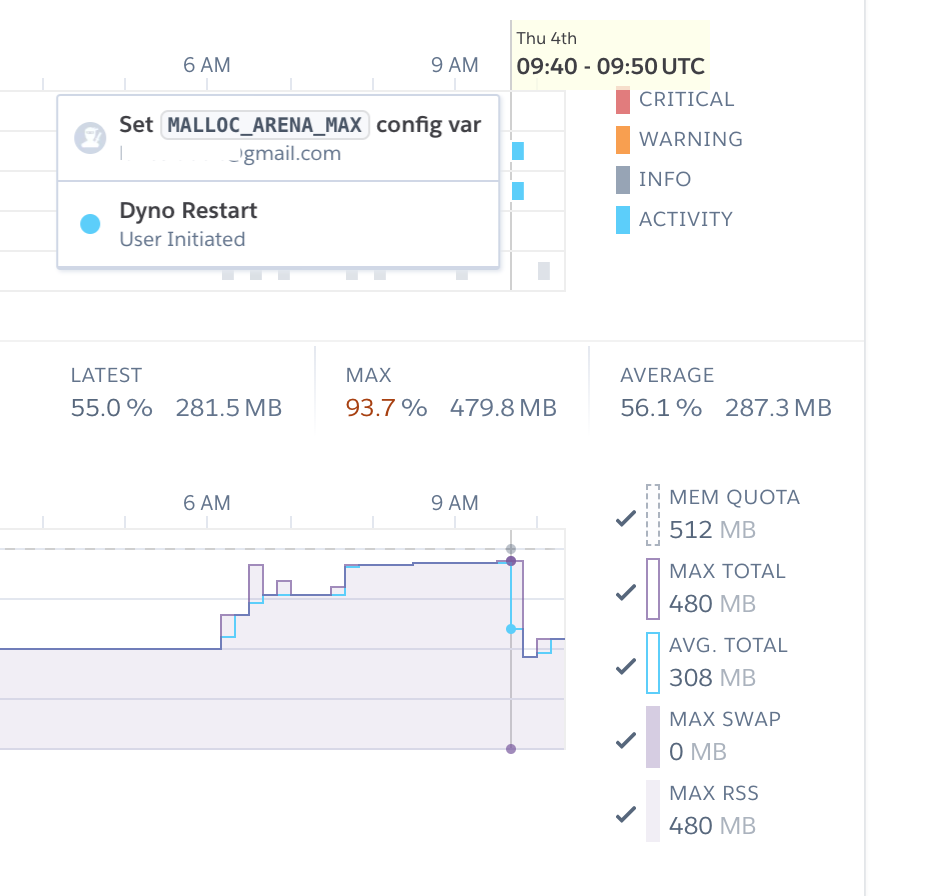 Thu 4th
6 AM
9 AM
09:40 - 09:50 UTC
CRITICAL
Set MALLOC_ARENA_MAX config var
WARNING
@gmail.com
INFO
Dyno Restart
ACTIVITY
User Initiated
LATEST
55.0 % 281.5 MB
MAX
93.7 % 479.8 MB
AVERAGE
56.1 % 287.3 MB
6 AM
9 AM
MEM QUOTA
512 MB
MAX TOTAL
480 MB
AVG. TOTAL
308 MB
MAX SWAP
0 MB
MAX RSS
480 MB